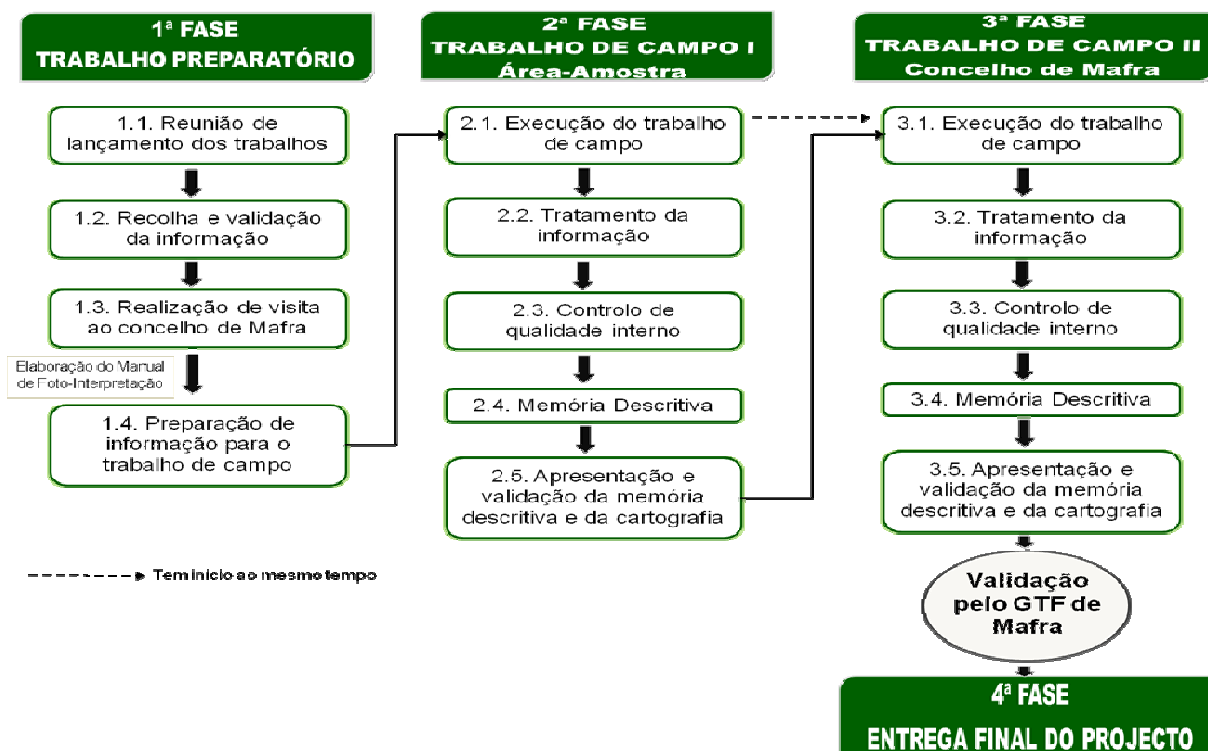 1ª FASE
TRABALHO PREPARATÓRIO
1.1. Reunião de
lançamento dos trabalhos
1.2. Recolha e validação
da informação
1.3. Realização de visita
ao concelho de Mafra
Elaboração do Manual
de Foto-Interpretação
1.4. Preparação de
informação para o
trabalho de campo
2ª FASE
TRABALHO DE CAMPO I
Área-Amostra
2.1. Execução do trabalho
de campo
2.2. Tratamento da
informação
2.3. Controlo de
qualidade interno
2.4. Memória Descritiva
2.5. Apresentação e
validação da memória
descritiva e da cartografia
3ª FASE
TRABALHO DE CAMPO II
Concelho de Mafra
3.1. Execução do trabalho
de campo
3.2. Tratamento da
informação
3.3. Controlo de
qualidade interno
3.4. Memória Descritiva
3.5. Apresentação e
validação da memória
descritiva e da cartografia
Validação
pelo GTF de
Mafra
4ª FASE
ENTREGA FINAL DO PROJECTO
Tem início ao mesmo tempo